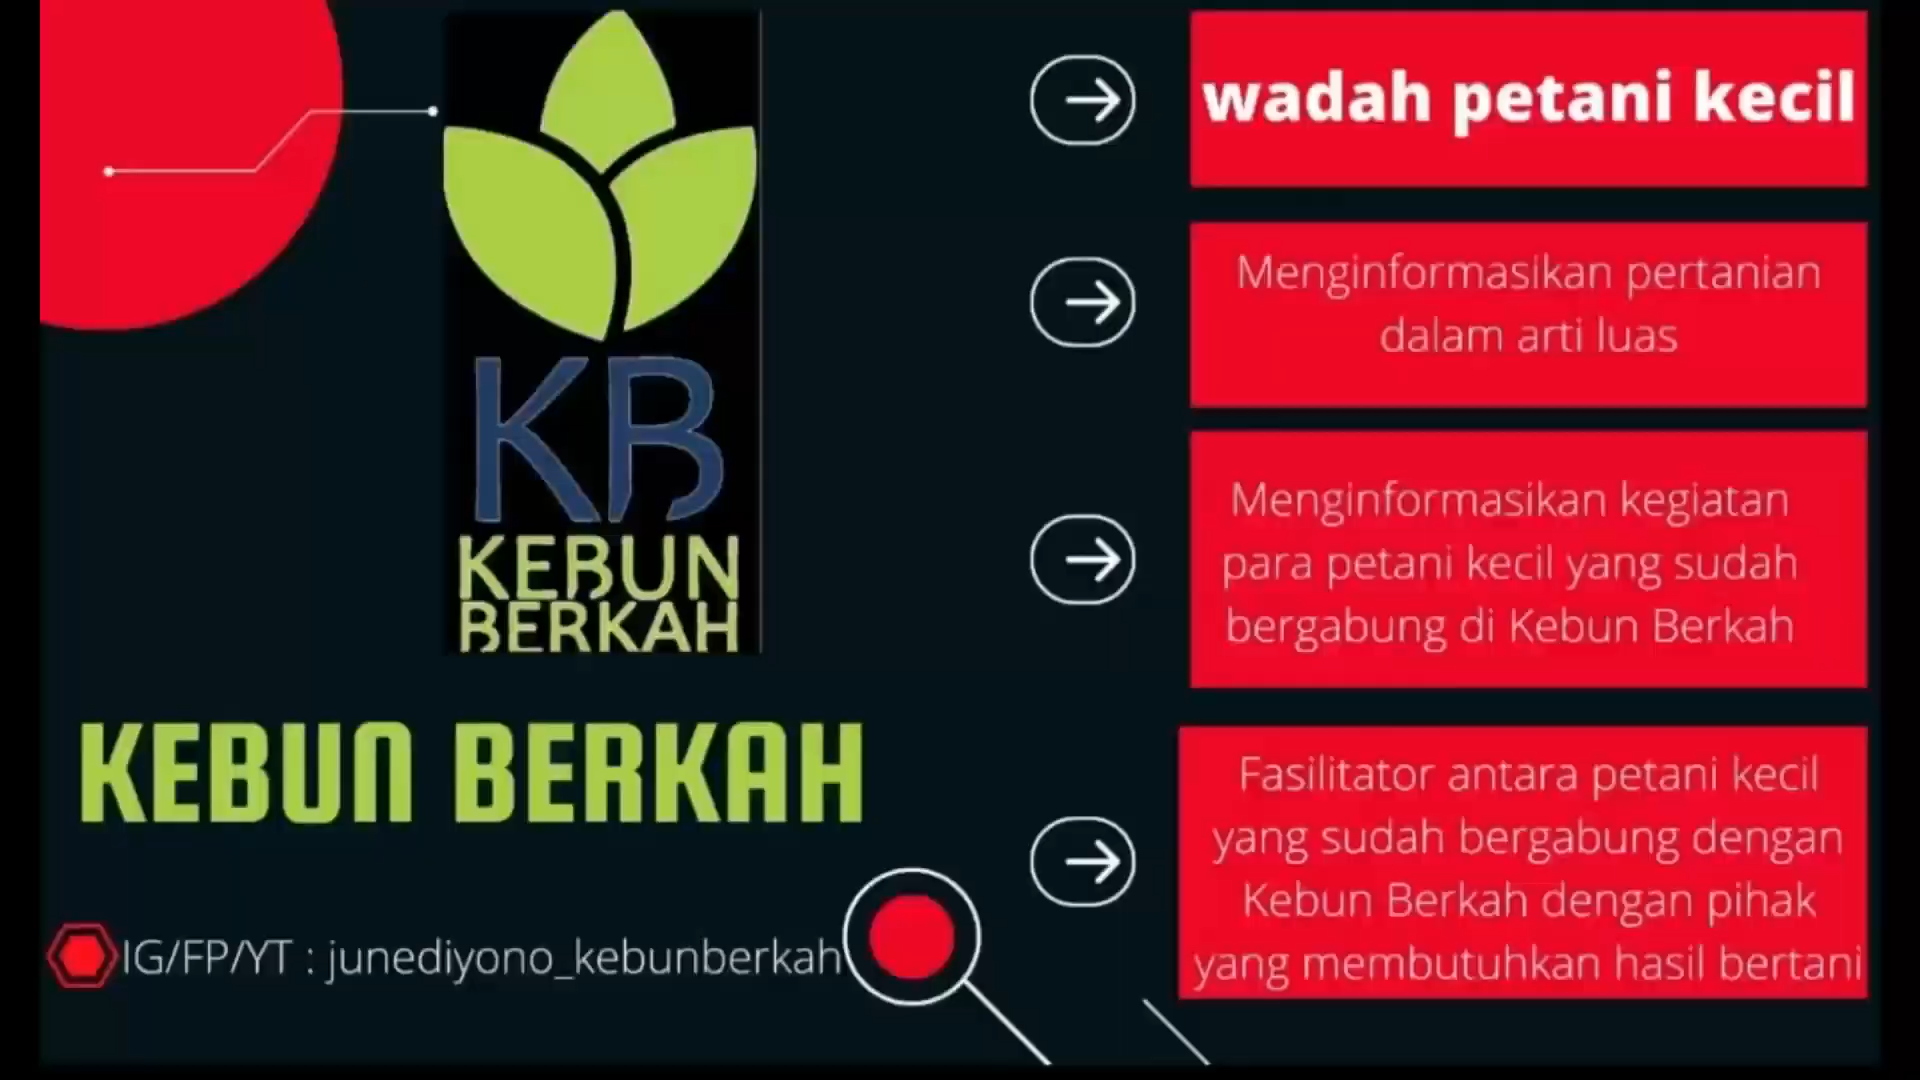 KB
KEBUN
BERKAH
KEBUN BERKAH
IG/FP/YT : junediyono_kebunberkah
wadah petani kecil
Menginformasikan pertanian
dalam arti luas
Menginformasikan kegiatan
para petani kecil yang sudah
bergabung di Kebun Berkah
Fasilitator antara petani kecil
yang sudah bergabung dengan
Kebun Berkah dengan pihak
yang membutuhkan hasil bertani